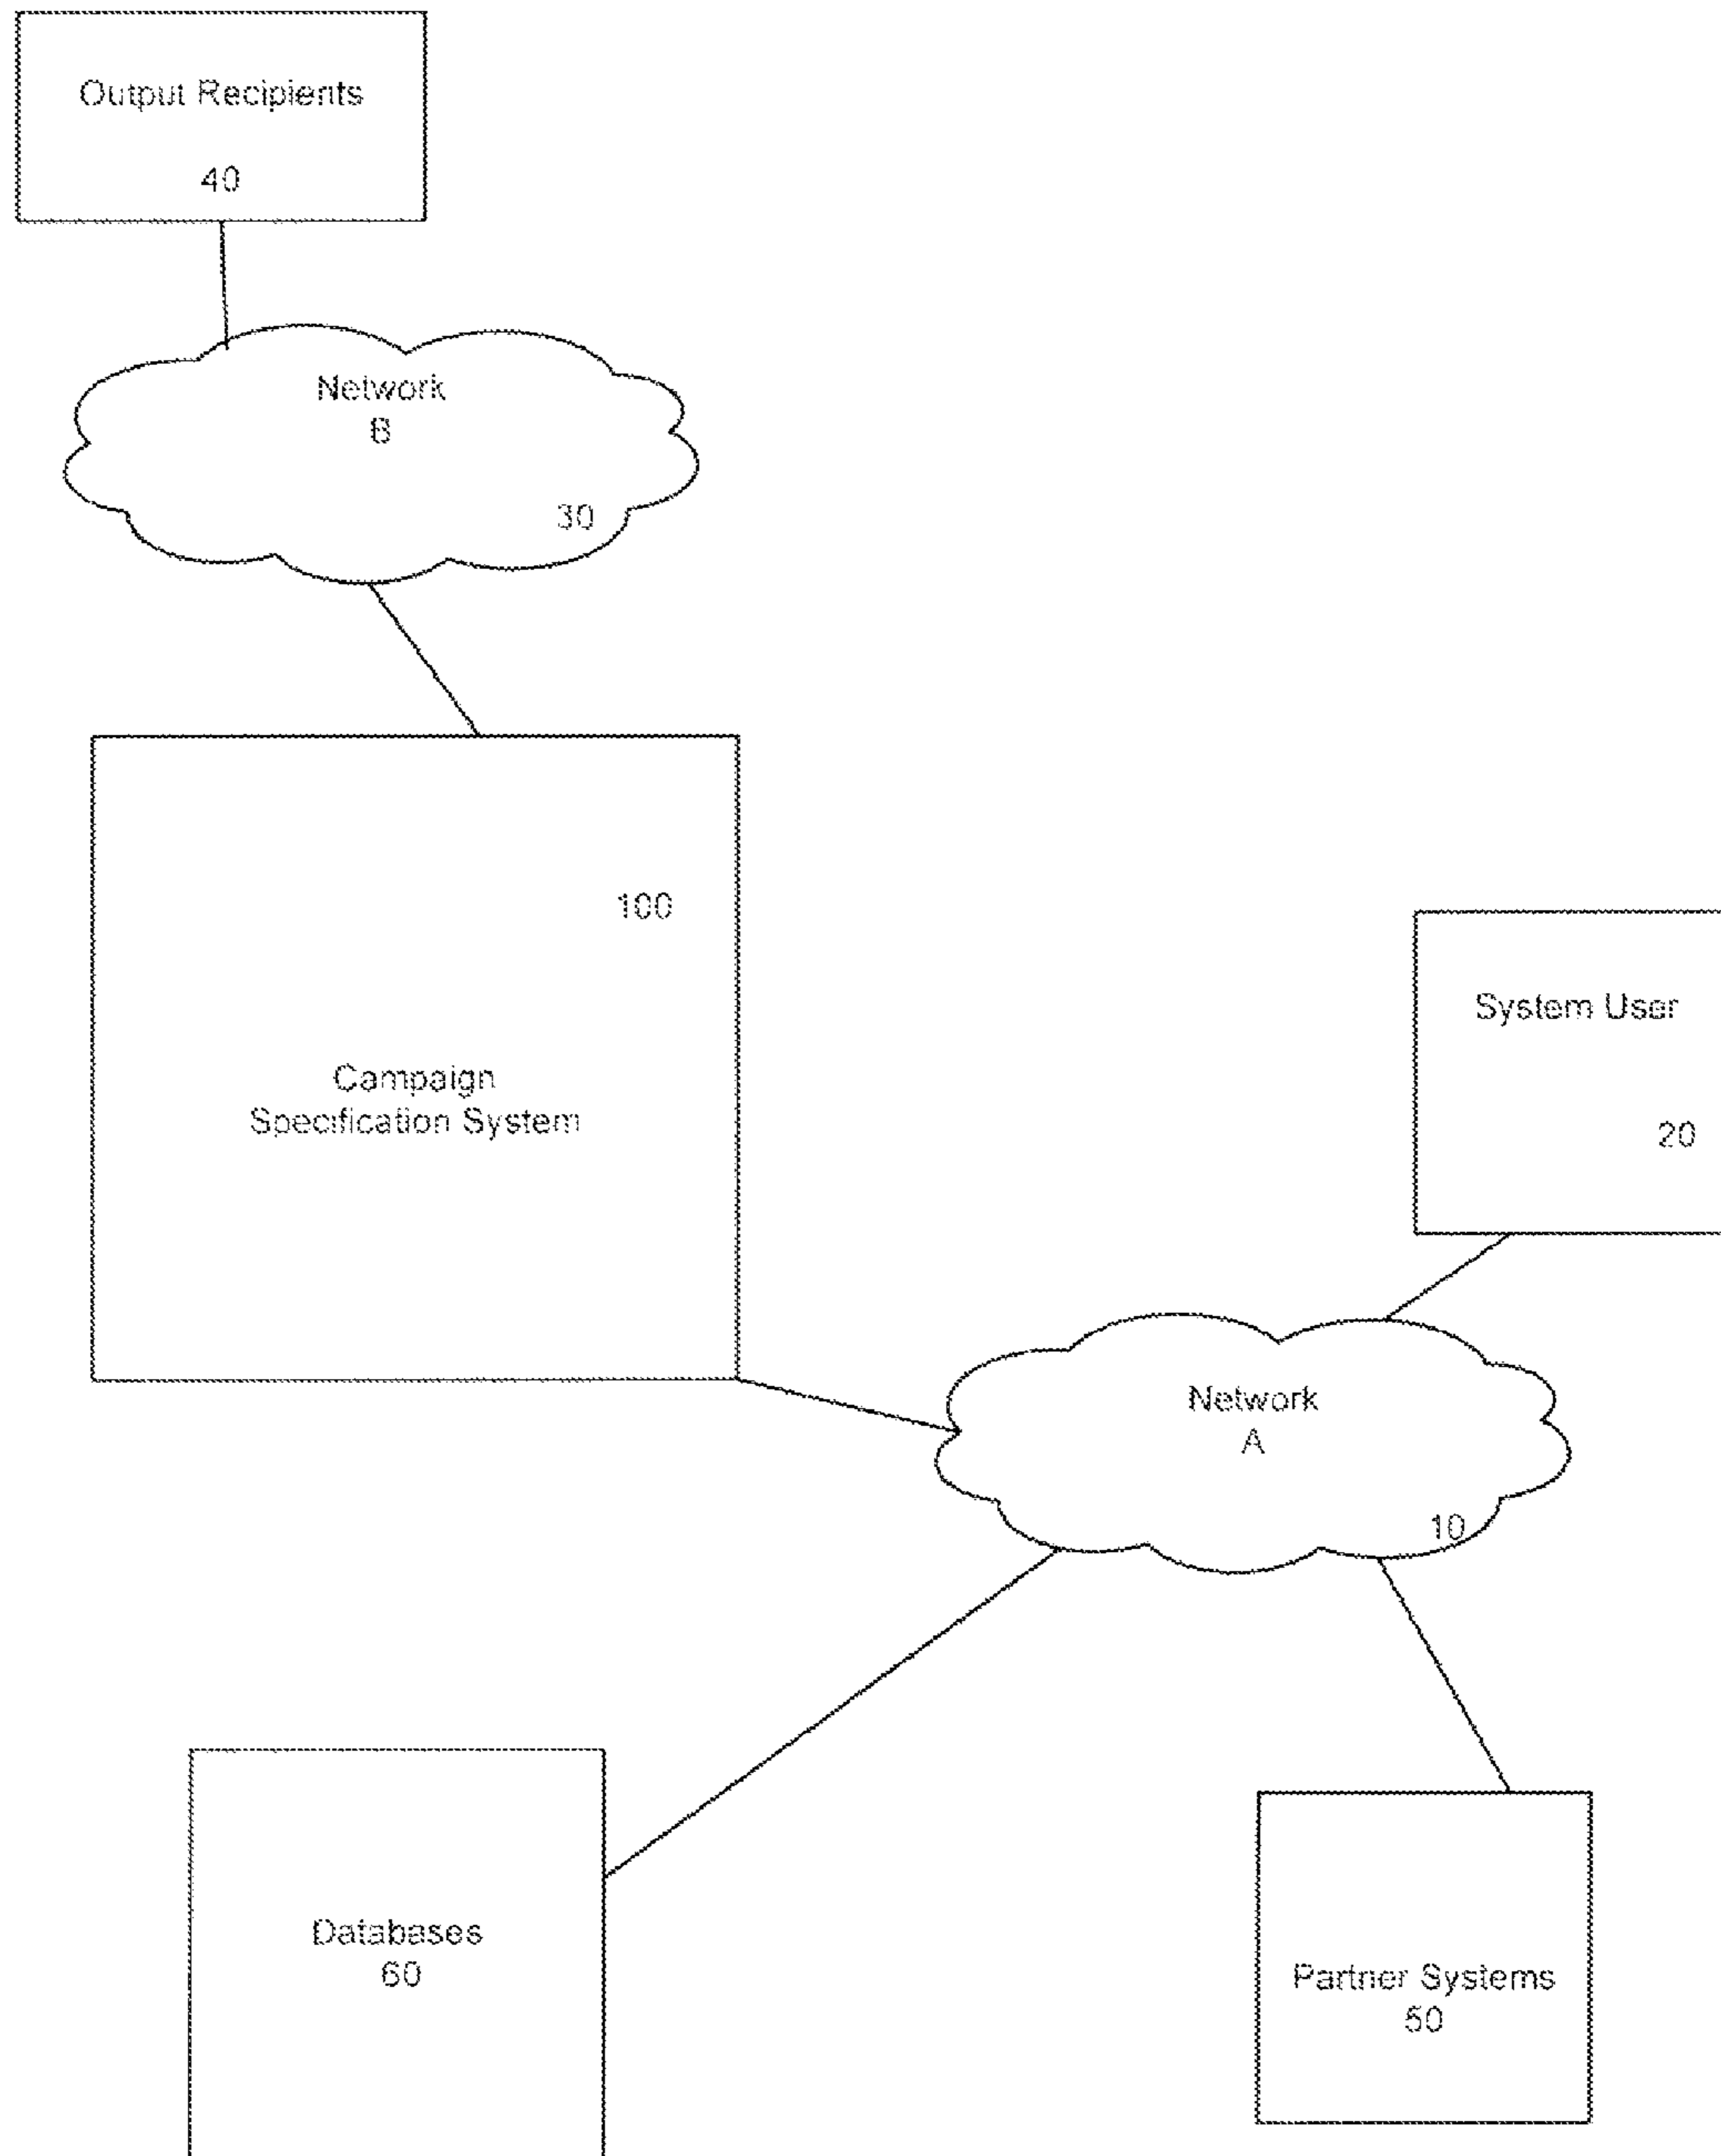 Output Recipients
40
Network
B
30
100
Campaign
Specification System
System User
20
Network
A
10
Databases
60
Partner Systems
50